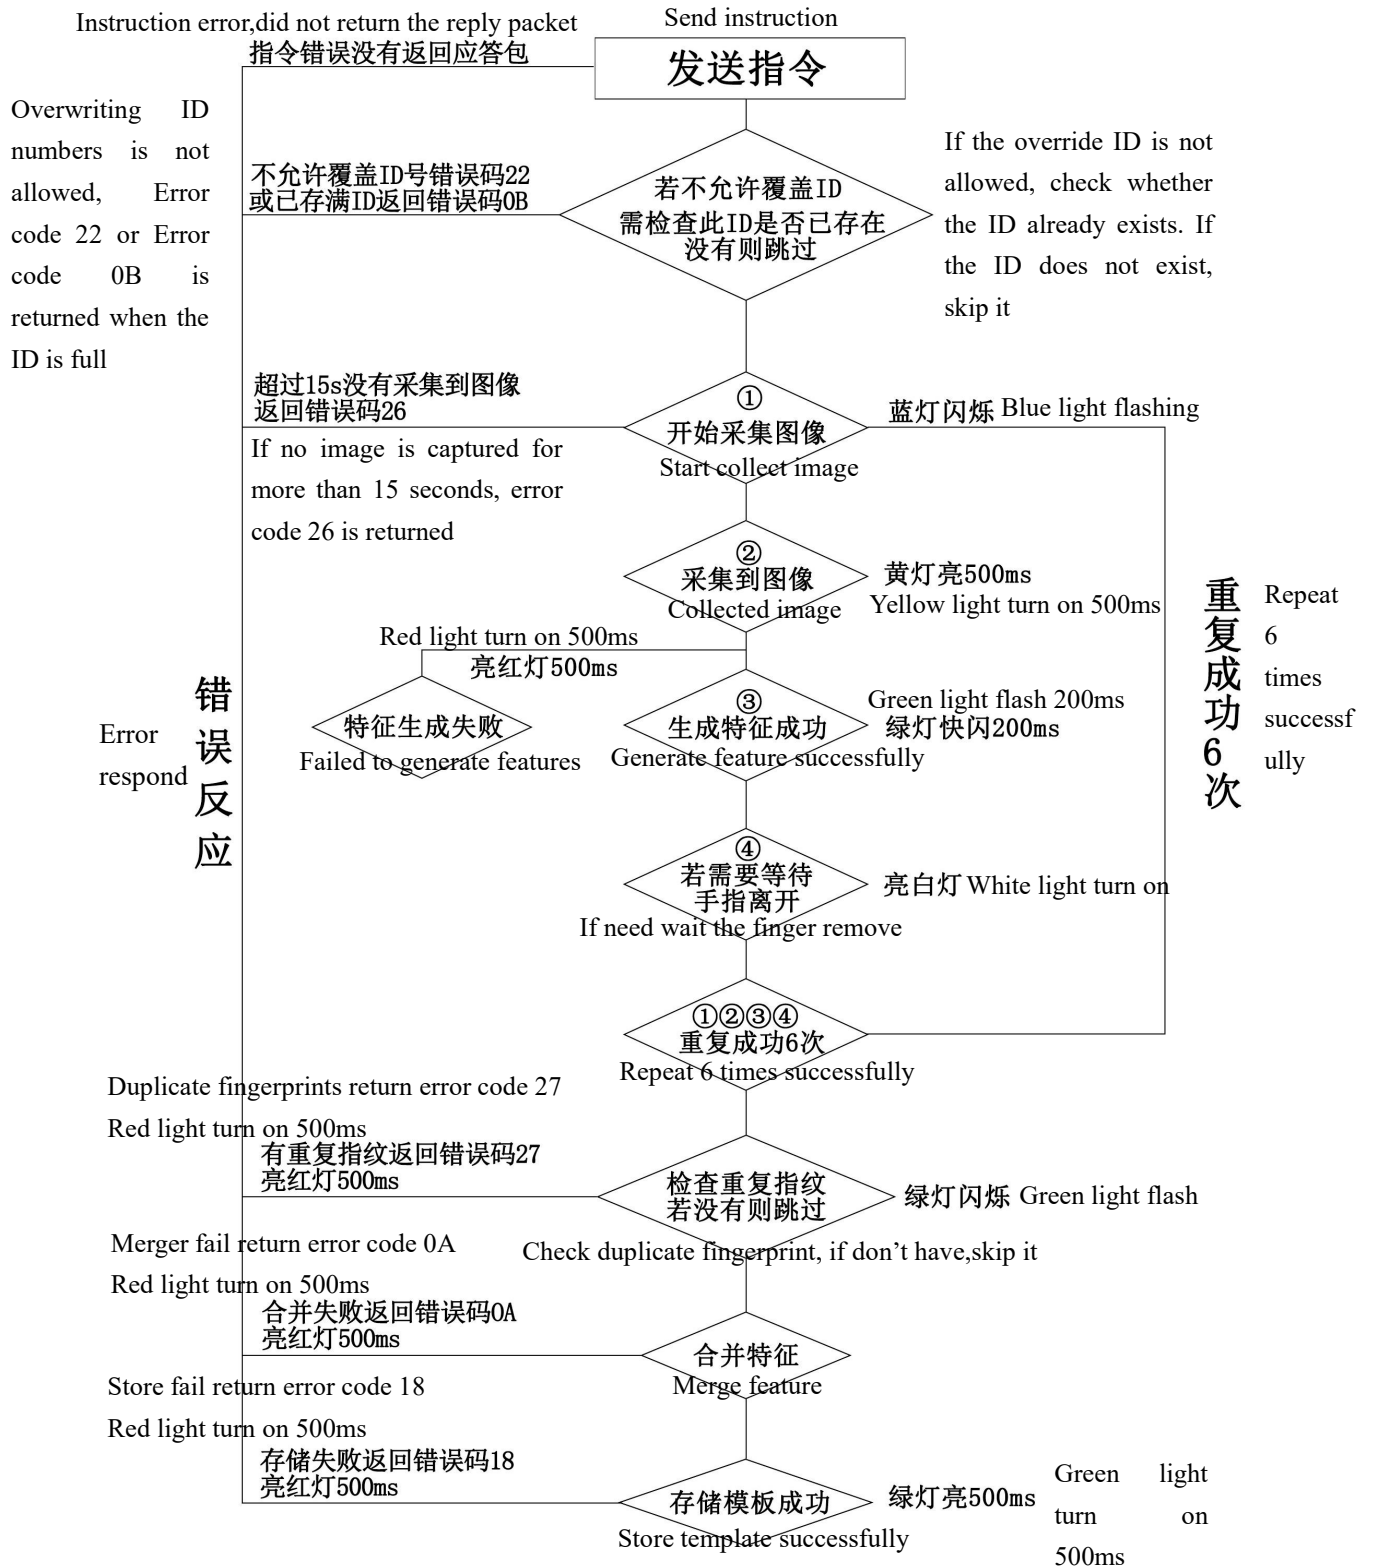 Instruction error,did not return the reply packet
指令错误没有返回应答包
Send instruction
发送指令
Overwriting ID
numbers is not
allowed, Error
code 22 or Error
code 0B is
returned when the
ID is full
不允许覆盖ID号错误码22
或已存满ID返回错误码0B
若不允许覆盖ID
需检查此ID是否已存在
没有则跳过
If the override ID is not
allowed, check whether
the ID already exists. If
the ID does not exist,
skip it
超过15s没有采集到图像
返回错误码26
If no image is captured for
more than 15 seconds, error
code 26 is returned
①
开始采集图像
Start collect image
蓝灯闪烁 Blue light flashing
②
采集到图像
Collected image
黄灯亮500ms
Yellow light turn on 500ms
Red light turn on 500ms
亮红灯500ms
特征生成失败
Failed to generate features
③
生成特征成功
Generate feature successfully
Green light flash 200ms
绿灯快闪200ms
重复成功6次
Repeat
6
times
successf
ully
Error
respond
错误反应
④
若需要等待
手指离开
If need wait the finger remove
亮白灯 White light turn on
①②③④
重复成功6次
Repeat 6 times successfully
Duplicate fingerprints return error code 27
Red light turn on 500ms
有重复指纹返回错误码27
亮红灯500ms
检查重复指纹
若没有则跳过
Check duplicate fingerprint, if don’t have,skip it
绿灯闪烁 Green light flash
Merger fail return error code 0A
Red light turn on 500ms
合并失败返回错误码0A
亮红灯500ms
合并特征
Merge feature
Store fail return error code 18
Red light turn on 500ms
存储失败返回错误码18
亮红灯500ms
存储模板成功
Store template successfully
绿灯亮500ms
Green light
turn on
500ms